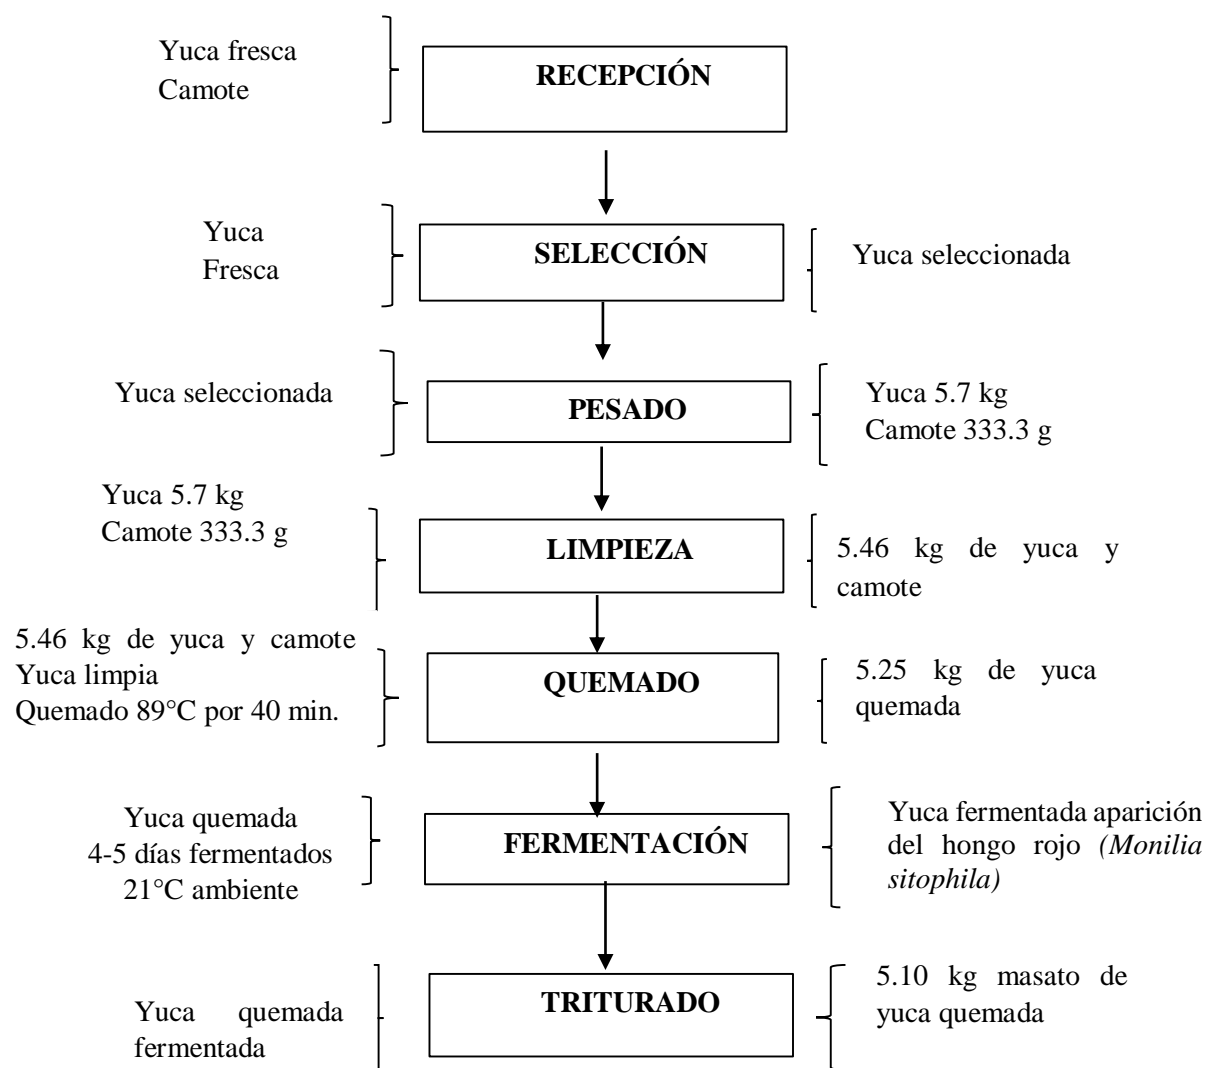 Yuca fresca
Camote
RECEPCIÓN
Yuca
Fresca
SELECCIÓN
Yuca seleccionada
Yuca seleccionada
PESADO
Yuca 5.7 kg
Camote 333.3 g
Yuca 5.7 kg
Camote 333.3 g
LIMPIEZA
5.46 kg de yuca y
camote
5.46 kg de yuca y camote
Yuca limpia
Quemado 89°C por 40 min.
QUEMADO
5.25 kg de yuca
quemada
Yuca quemada
4-5 días fermentados
21°C ambiente
FERMENTACIÓN
Yuca fermentada aparición
del hongo rojo (Monilia
sitophila)
Yuca quemada
fermentada
TRITURADO
5.10 kg masato de
yuca quemada